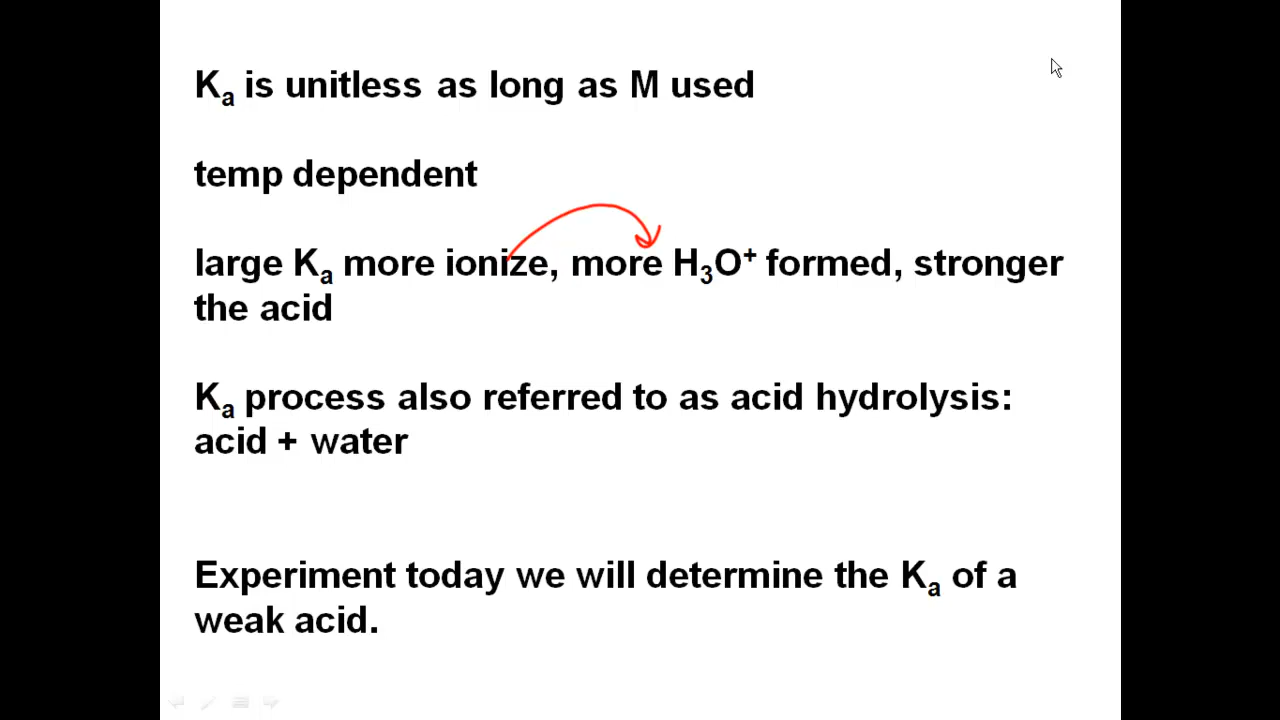 Ka is unitless as long as M used
temp dependent
large Ka more ionize, more H3O+ formed, stronger
the acid
Ka process also referred to as acid hydrolysis:
acid + water
Experiment today we will determine the Ka of a
weak acid.